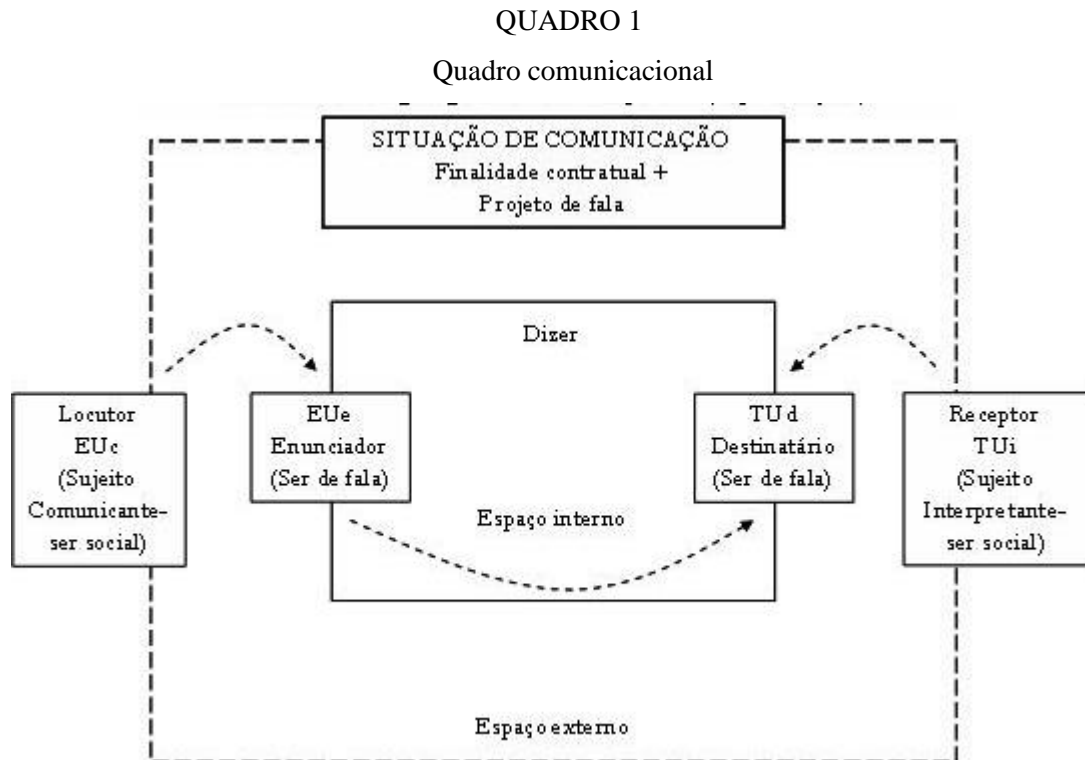 QUADRO 1
Quadro comunicacional
SITUAÇÃO DE COMUNICAÇÃO
Finalidade contratual +
Projeto de fala
Dizer
Locutor
EUc
(Sujeito
Comunicante-
ser social)
EUe
Enunciador
(Ser de fala)
TUd
Destinatário
(Ser de fala)
Receptor
TUi
(Sujeito
Interpretante-
ser social)
Espaço interno
Espaço externo